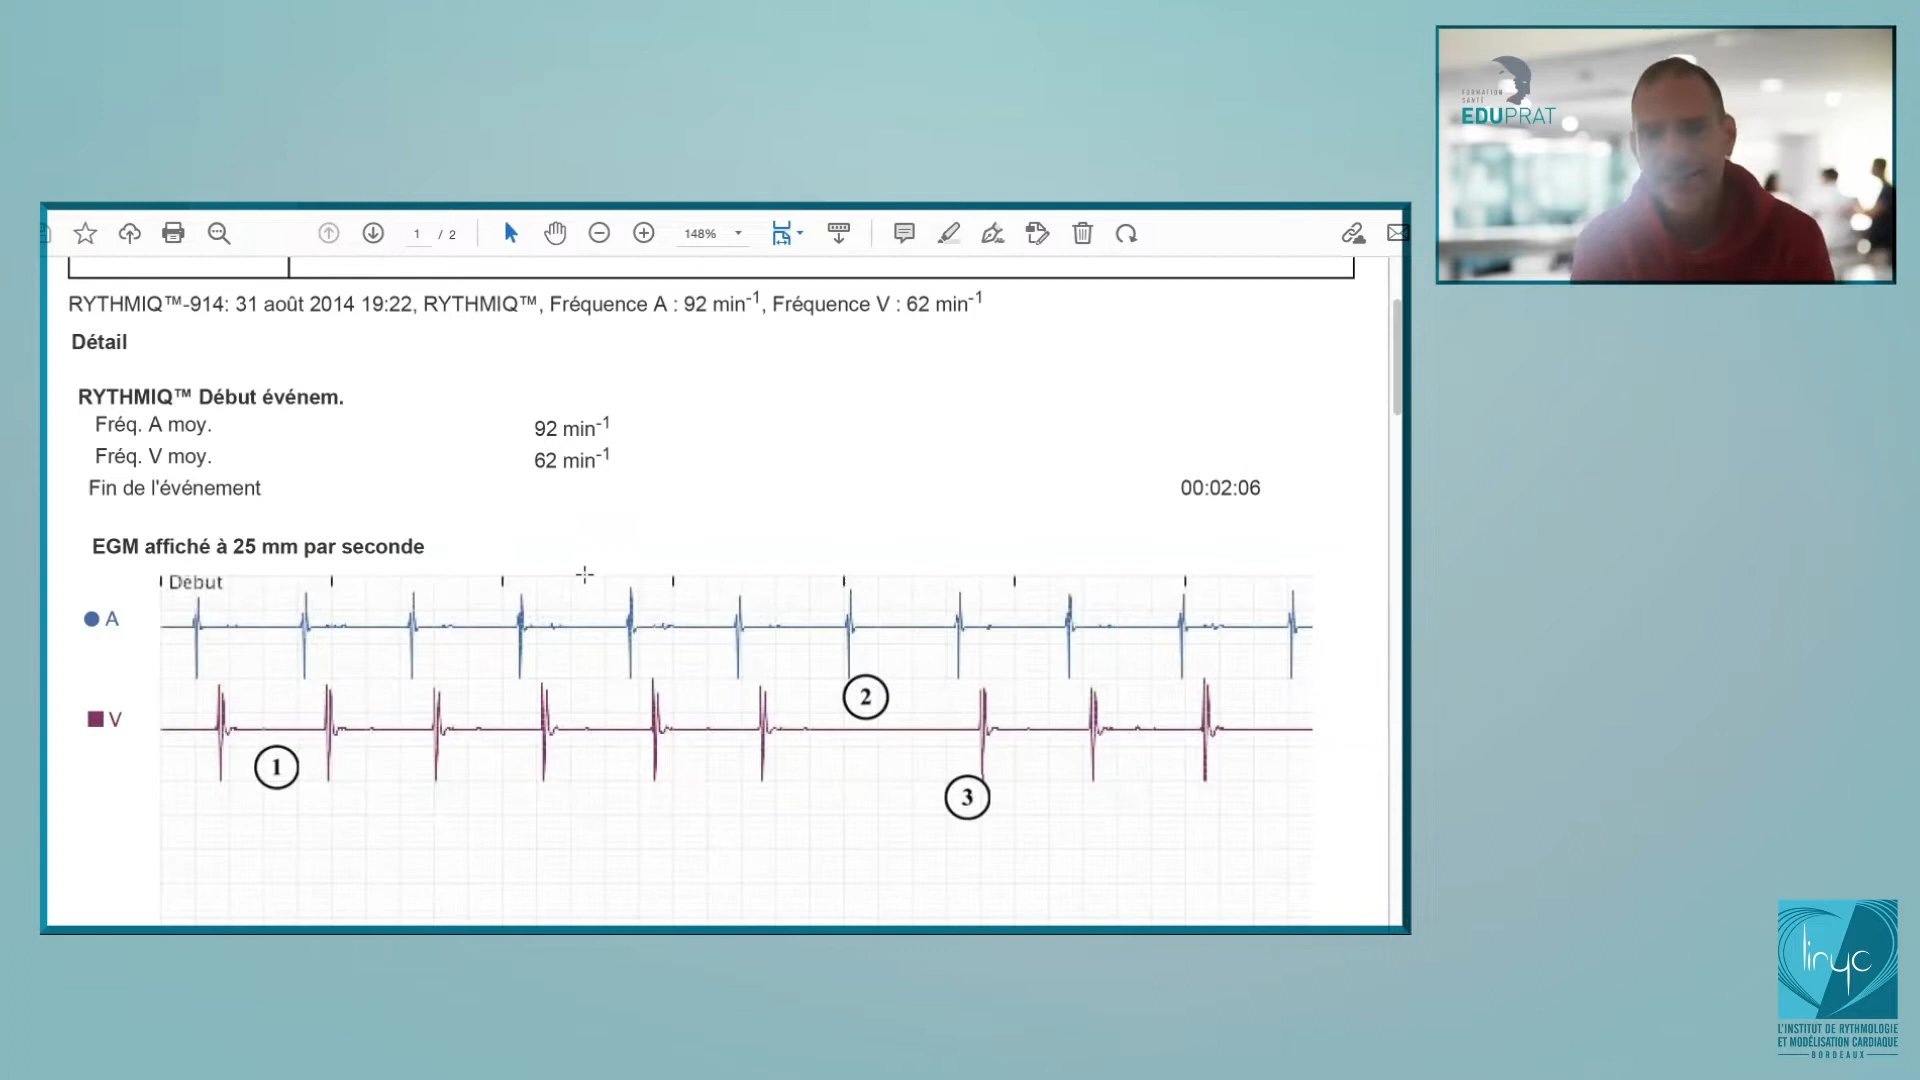 FORMATION
SANTÉ
EDUPRAT
1 / 2
148%
RYTHMIQ™-914: 31 août 2014 19:22, RYTHMIQ™, Fréquence A : 92 min-1, Fréquence V : 62 min-1
Détail
RYTHMIQ™ Début événem.
Fréq. A moy. 92 min-1
Fréq. V moy. 62 min-1
Fin de l'événement 00:02:06
EGM affiché à 25 mm par seconde
Début
A
2
V
1
3
liryc
L'INSTITUT DE RYTHMOLOGIE
ET MODÉLISATION CARDIAQUE
BORDEAUX